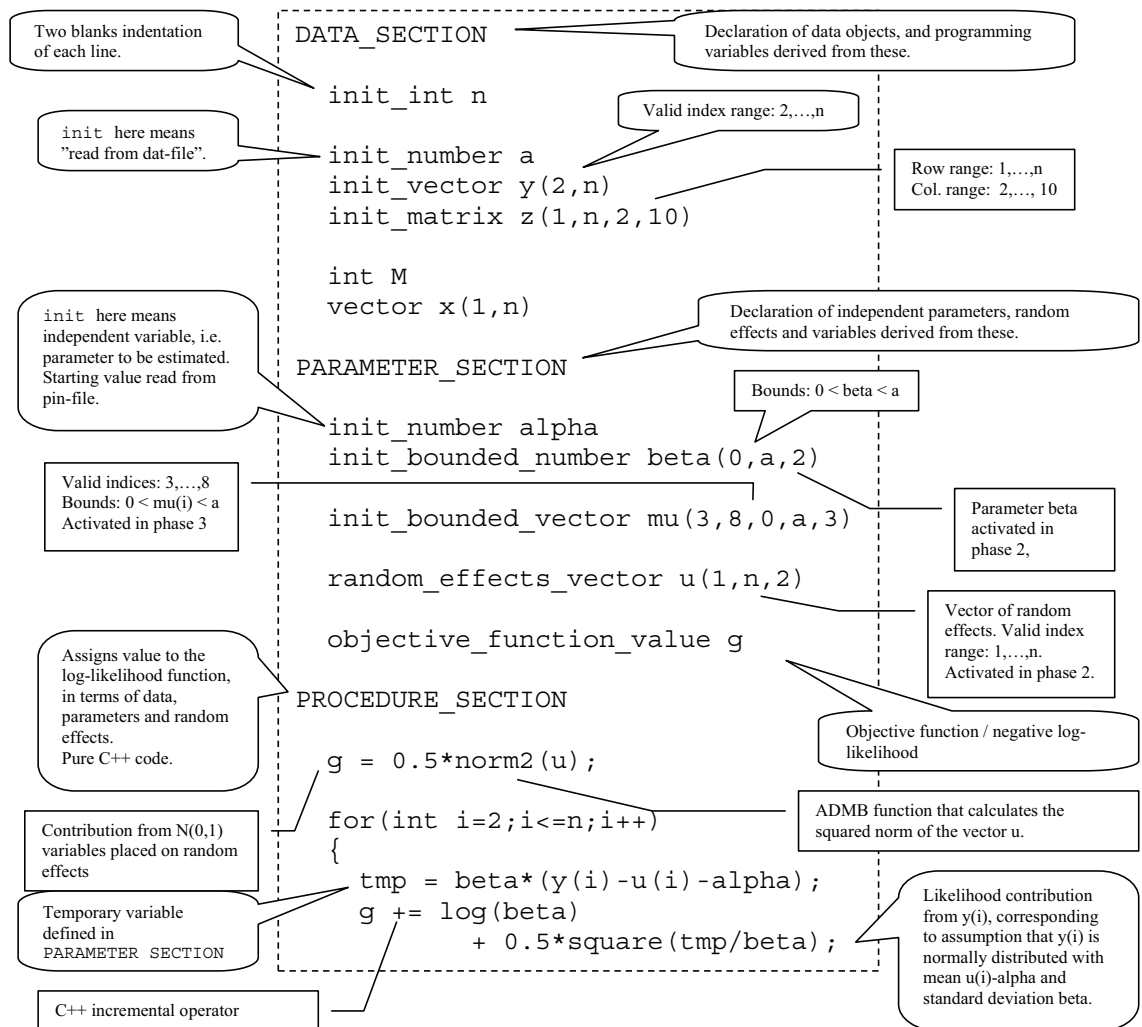 Two blanks indentation
of each line.
DATA_SECTION
Declaration of data objects, and programming
variables derived from these.
init_int n
Valid index range: 2,…,n
init here means
”read from dat-file”.
init_number a
init_vector y(2,n)
init_matrix z(1,n,2,10)
Row range: 1,…,n
Col. range: 2,…, 10
int M
vector x(1,n)
init here means
independent variable, i.e.
parameter to be estimated.
Starting value read from
pin-file.
Declaration of independent parameters, random
effects and variables derived from these.
PARAMETER_SECTION
Bounds: 0 < beta < a
init_number alpha
init_bounded_number beta(0,a,2)
Valid indices: 3,…,8
Bounds: 0 < mu(i) < a
Activated in phase 3
init_bounded_vector mu(3,8,0,a,3)
Parameter beta
activated in
phase 2,
random_effects_vector u(1,n,2)
Vector of random
effects. Valid index
range: 1,…,n.
Activated in phase 2.
objective_function_value g
Assigns value to the
log-likelihood function,
in terms of data,
parameters and random
effects.
Pure C++ code.
PROCEDURE_SECTION
Objective function / negative log-
likelihood
g = 0.5*norm2(u);
ADMB function that calculates the
squared norm of the vector u.
Contribution from N(0,1)
variables placed on random
effects
for(int i=2;i<=n;i++)
{
tmp = beta*(y(i)-u(i)-alpha);
g += log(beta)
+ 0.5*square(tmp/beta);
Temporary variable
defined in
PARAMETER SECTION
Likelihood contribution
from y(i), corresponding
to assumption that y(i) is
normally distributed with
mean u(i)-alpha and
standard deviation beta.
C++ incremental operator